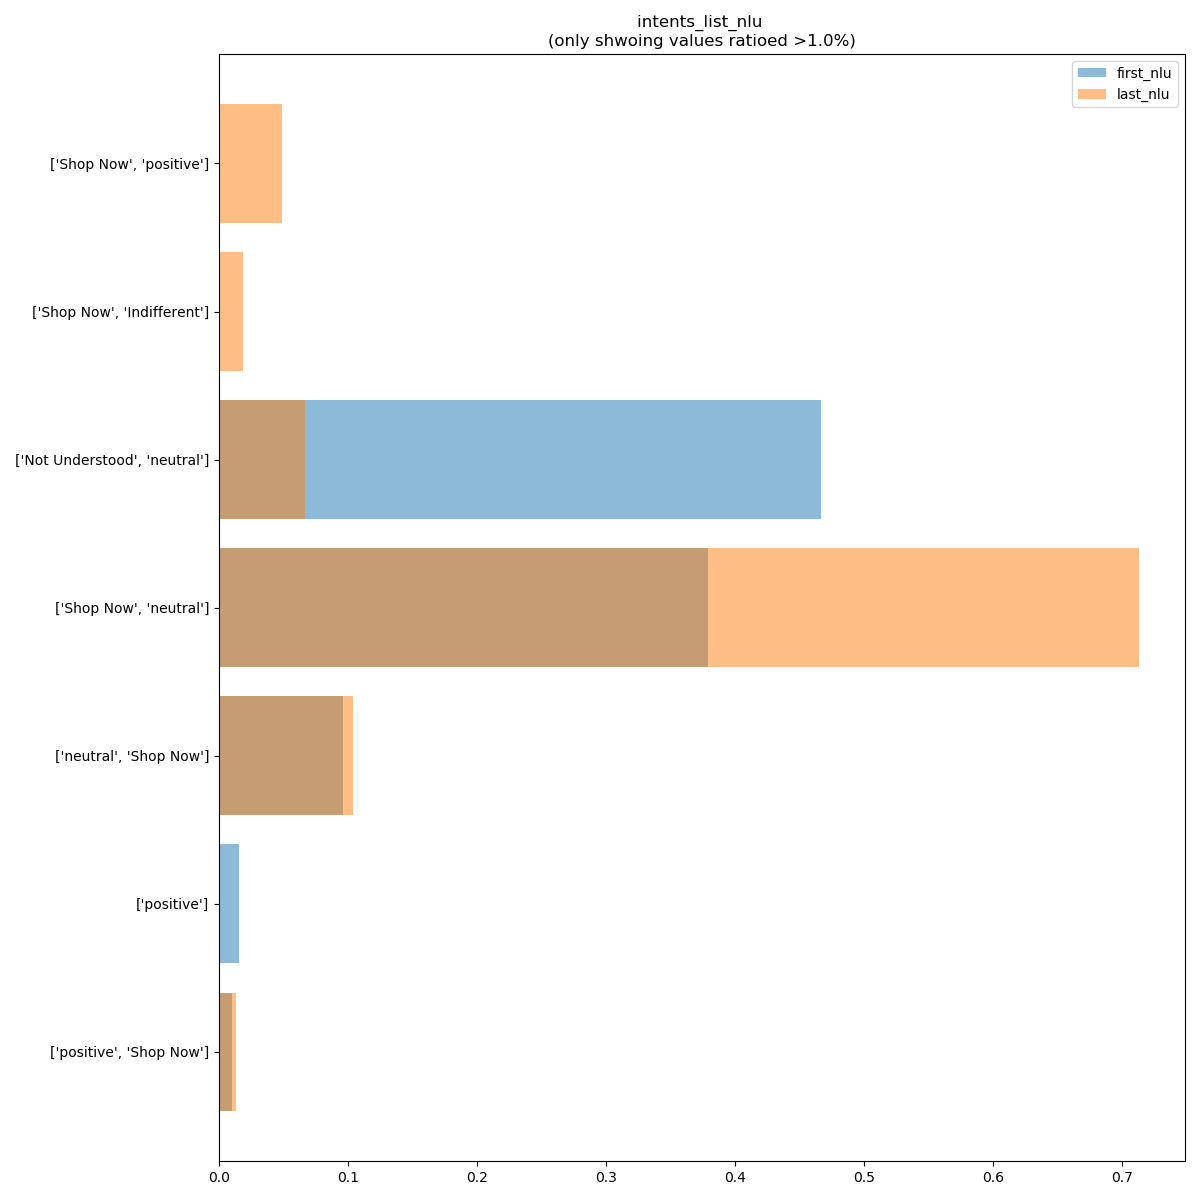 intents_list_nlu
(only shwoing values ratioed >1.0%)
first_nlu
last_nlu
['Shop Now', 'positive']
['Shop Now', 'Indifferent']
['Not Understood', 'neutral']
['Shop Now', 'neutral']
['neutral', 'Shop Now']
['positive']
['positive', 'Shop Now']
0.0 0.1 0.2 0.3 0.4 0.5 0.6 0.7